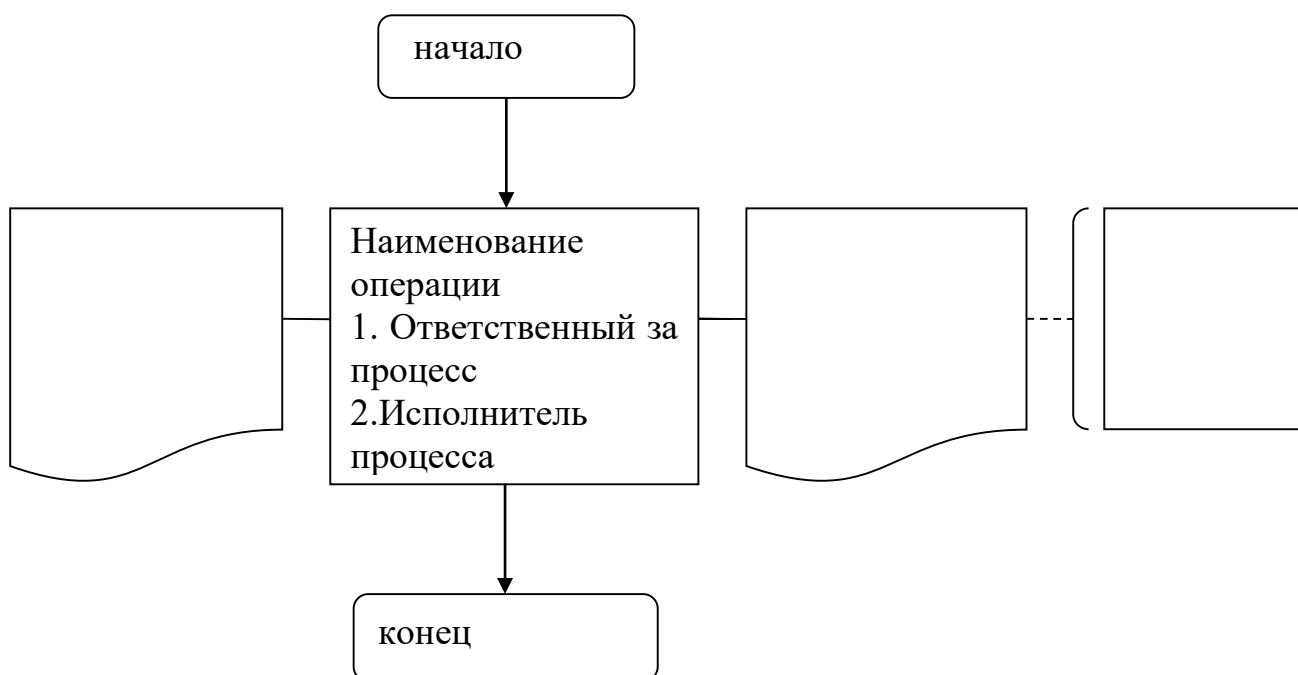 начало
Наименование
операции
1. Ответственный за
процесс
2.Исполнитель
процесса
конец